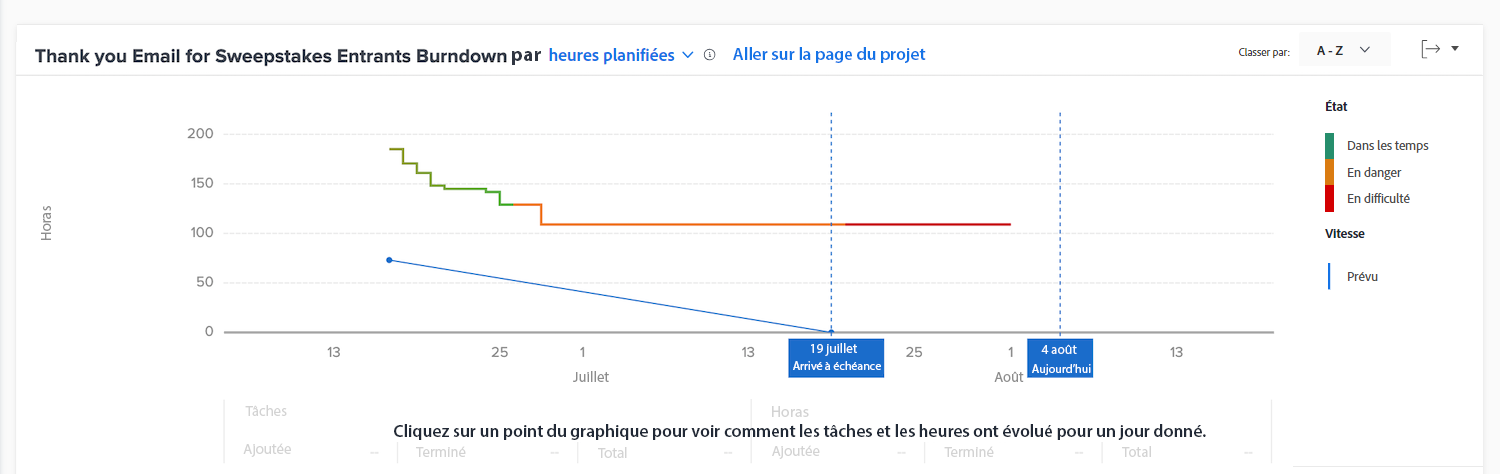 Thank you Email for Sweepstakes Entrants Burndown par heures planifiées Aller sur la page du projet
Classer par: A - Z
État
Dans les temps
En danger
En difficulté
Vitesse
Prévu
Horas
200
150
100
50
0
13 25 1 13 25 1 13
19 juillet
Arrivé à échéance
4 août
Aujourd'hui
Juillet Août
Tâches Horas
Cliquez sur un point du graphique pour voir comment les tâches et les heures ont évolué pour un jour donné.
Ajoutée -- Terminé -- Total -- Ajoutée -- Terminé -- Total --